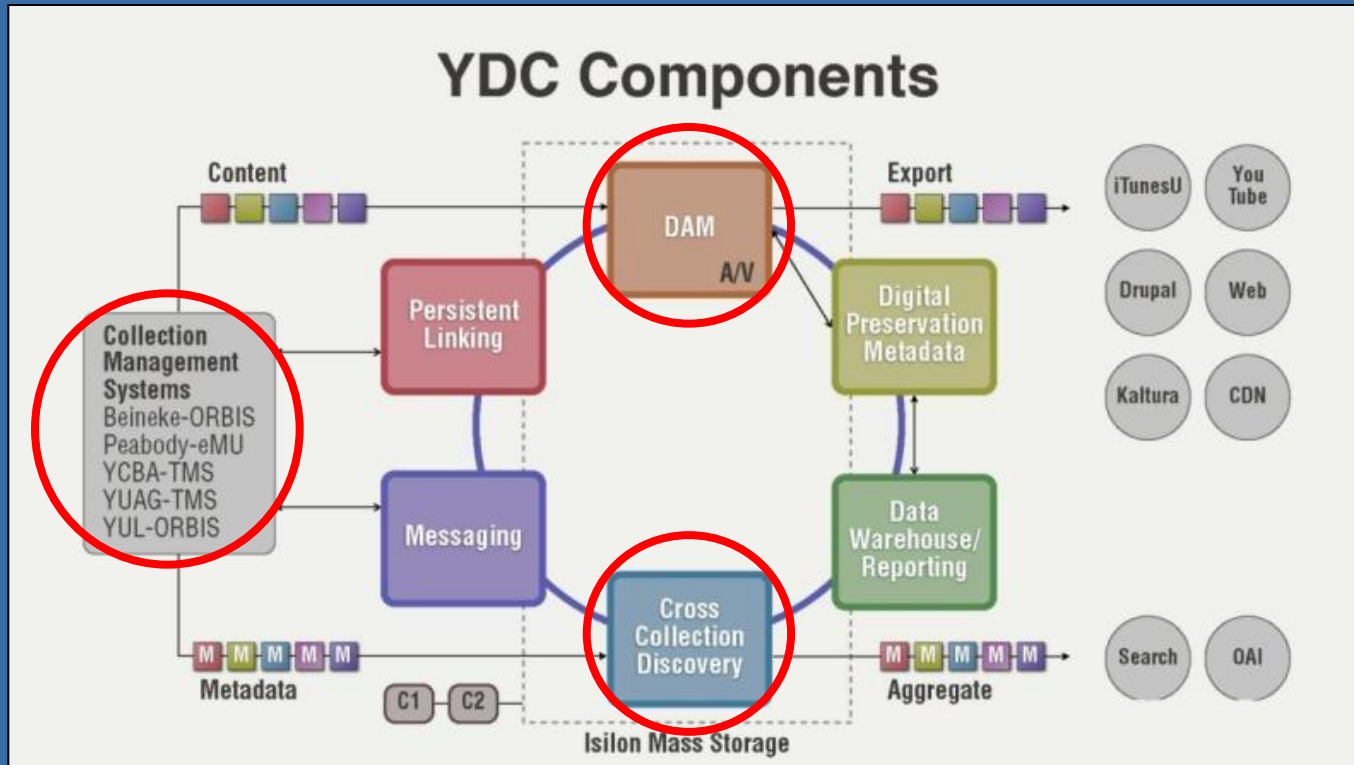 YDC Components
Content
Export
DAM
A/V
iTunesU
You
Tube
Persistent
Linking
Digital
Preservation
Metadata
Drupal
Web
Collection
Management
Systems
Beineke-ORBIS
Peabody-eMU
YCBA-TMS
YUAG-TMS
YUL-ORBIS
Kaltura
CDN
Messaging
Data
Warehouse/
Reporting
Cross
Collection
Discovery
M M M M M
Metadata
M M M M M
Aggregate
Search
OAI
C1
C2
Isilon Mass Storage